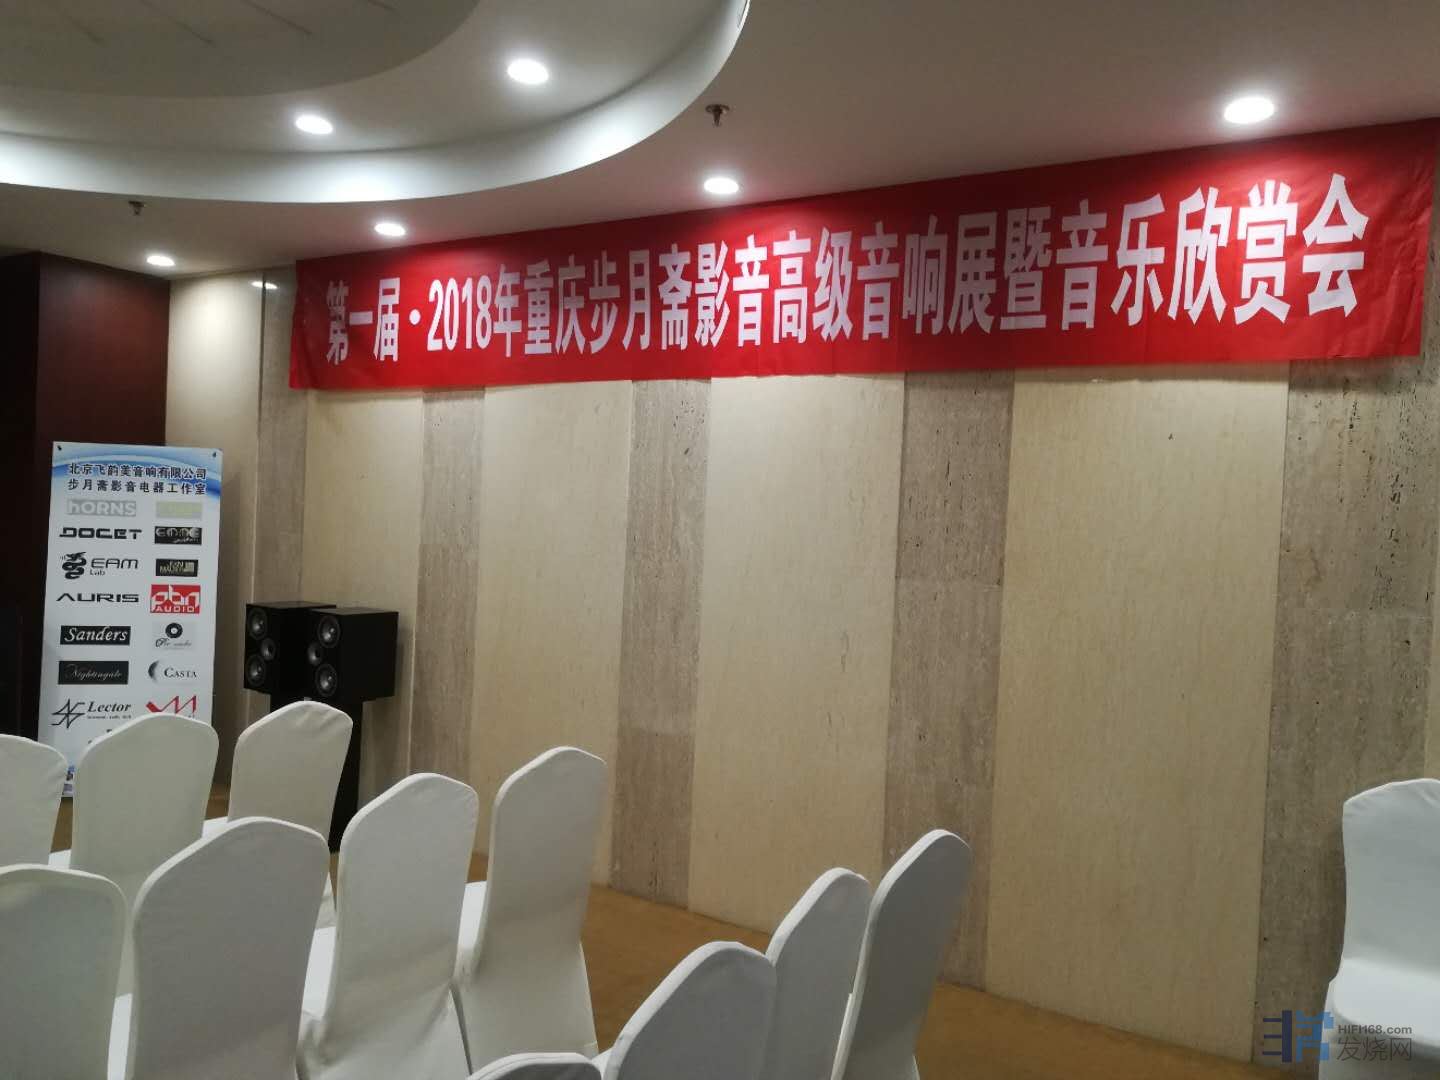 第一届·2018年重庆步月斋影音高级音响展暨音乐欣赏会
北京飞韵美音响有限公司
步月斋影音电器工作室
hORNS
DOGET
EAM
Lab
AURIS
pbn
AUDIO
Sanders
Nightingale
CASTA
Lector
HIFI168.com
发烧网